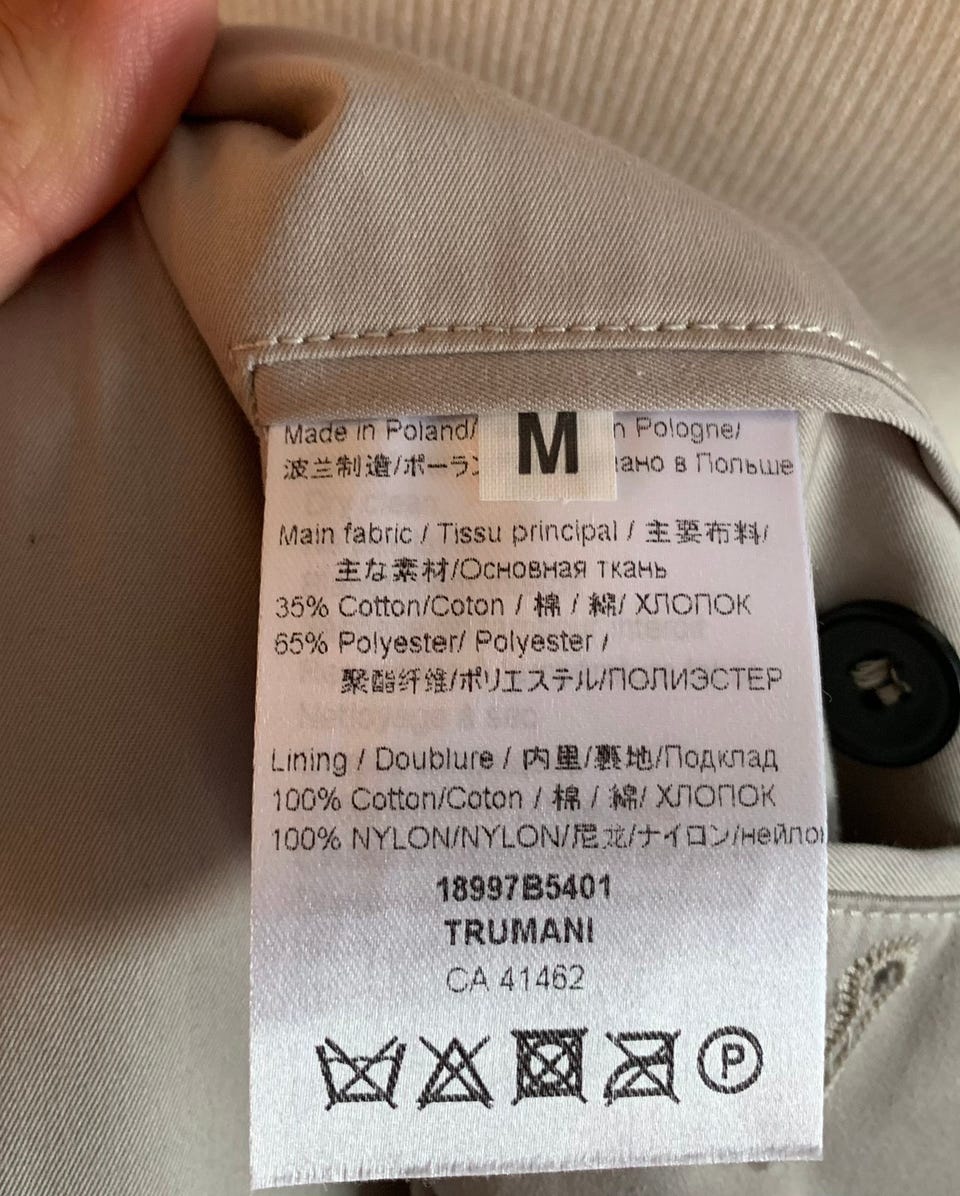 Made in Poland/ M n Pologne/
波兰制造/ポーラン ано в Польше
Main fabric / Tissu principal / 主要布料/
主な素材/Основная ткань
35% Cotton/Coton / 棉 / 綿/ ХЛОПОК
65% Polyester/ Polyester /
聚酯纤维/ポリエステル/ПОЛИЭСТЕР
Lining / Doublure / 内里/裏地/Подклад
100% Cotton/Coton / 棉 / 綿/ ХЛОПОК
100% NYLON/NYLON/尼龙/ナイロン/нейло
18997B5401
TRUMANI
CA 41462
P